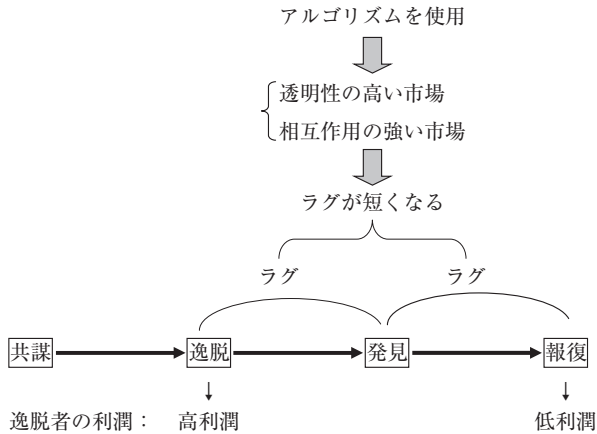 アルゴリズムを使用
透明性の高い市場
相互作用の強い市場
ラグが短くなる
ラグ ラグ
共謀 逸脱 発見 報復
逸脱者の利潤： 高利潤 低利潤